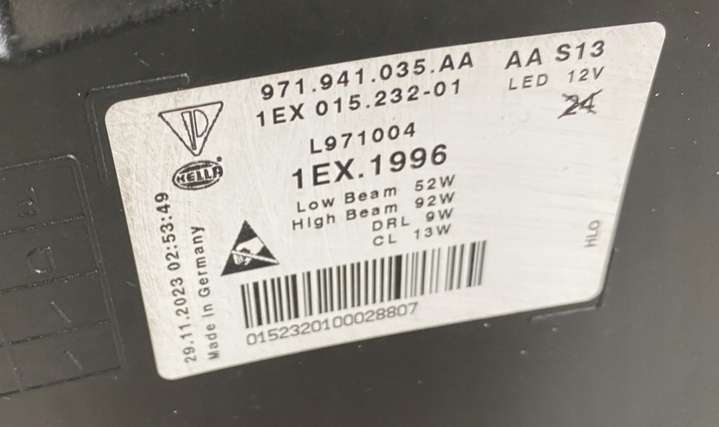 971.941.035.AA AA S13
1EX 015.232-01 LED 12V
24
L971004
HELLA
1EX.1996
Low Beam 52W
High Beam 92W
DRL 9W
CL 13W
29.11.2023 02:53:49
Made in Germany
0152320100028807
HLO